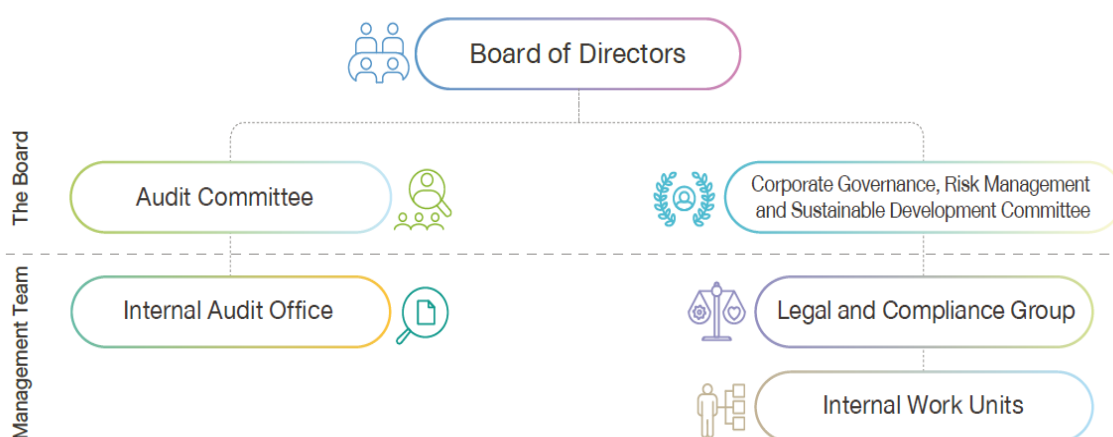 Board of Directors
The Board
Audit Committee
Corporate Governance, Risk Management
and Sustainable Development Committee
Management Team
Internal Audit Office
Legal and Compliance Group
Internal Work Units